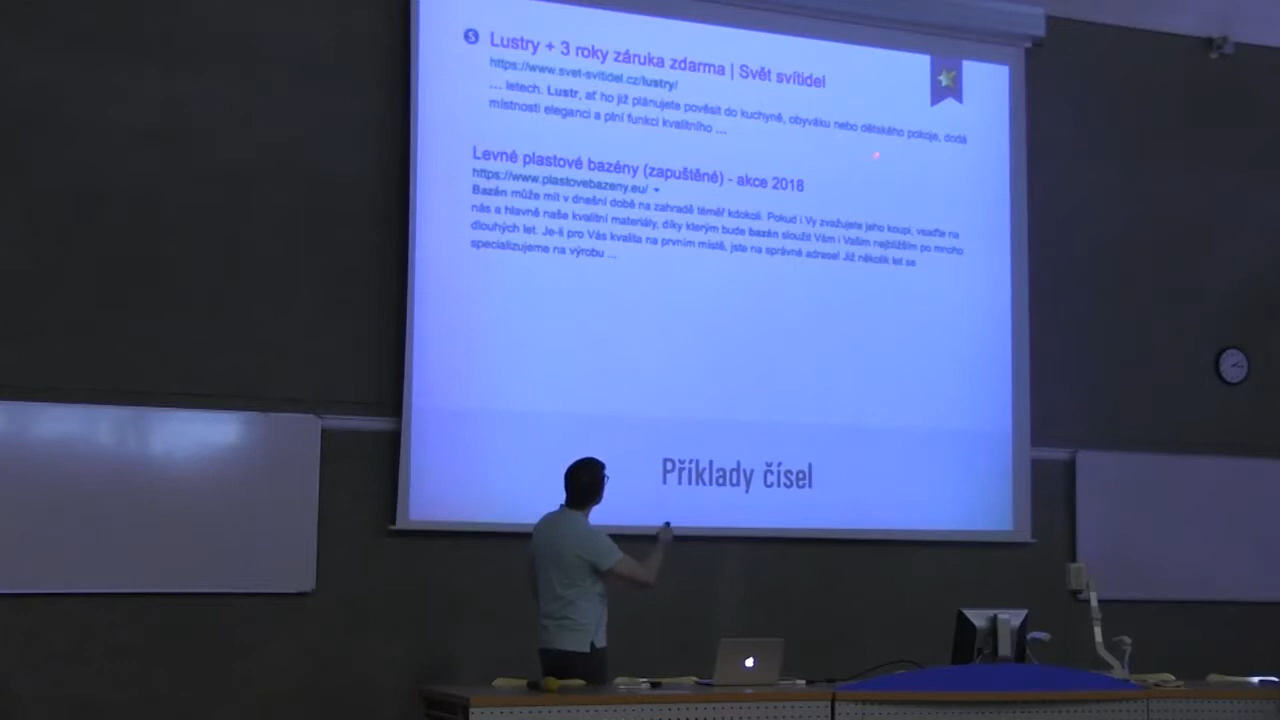 S Lustry + 3 roky záruka zdarma | Svět svítidel
https://www.svet-svitidel.cz/lustry/
... letech. Lustr, ať ho již plánujete pověsit do kuchyně, obyváku nebo dětského pokoje, dodá
místnosti eleganci a plní funkci kvalitního ...
Levné plastové bazény (zapuštěné) - akce 2018
https://www.plastovebazeny.eu/
Bazén může mít v dnešní době na zahradě téměř kdokoli. Pokud i Vy zvažujete jeho koupi, vsaďte na
nás a hlavně naše kvalitní materiály, díky kterým bude bazén sloužit Vám i Vašim nejbližším po mnoho
dlouhých let. Je-li pro Vás kvalita na prvním místě, jste na správné adrese! Již několik let se
specializujeme na výrobu ...
Příklady čísel